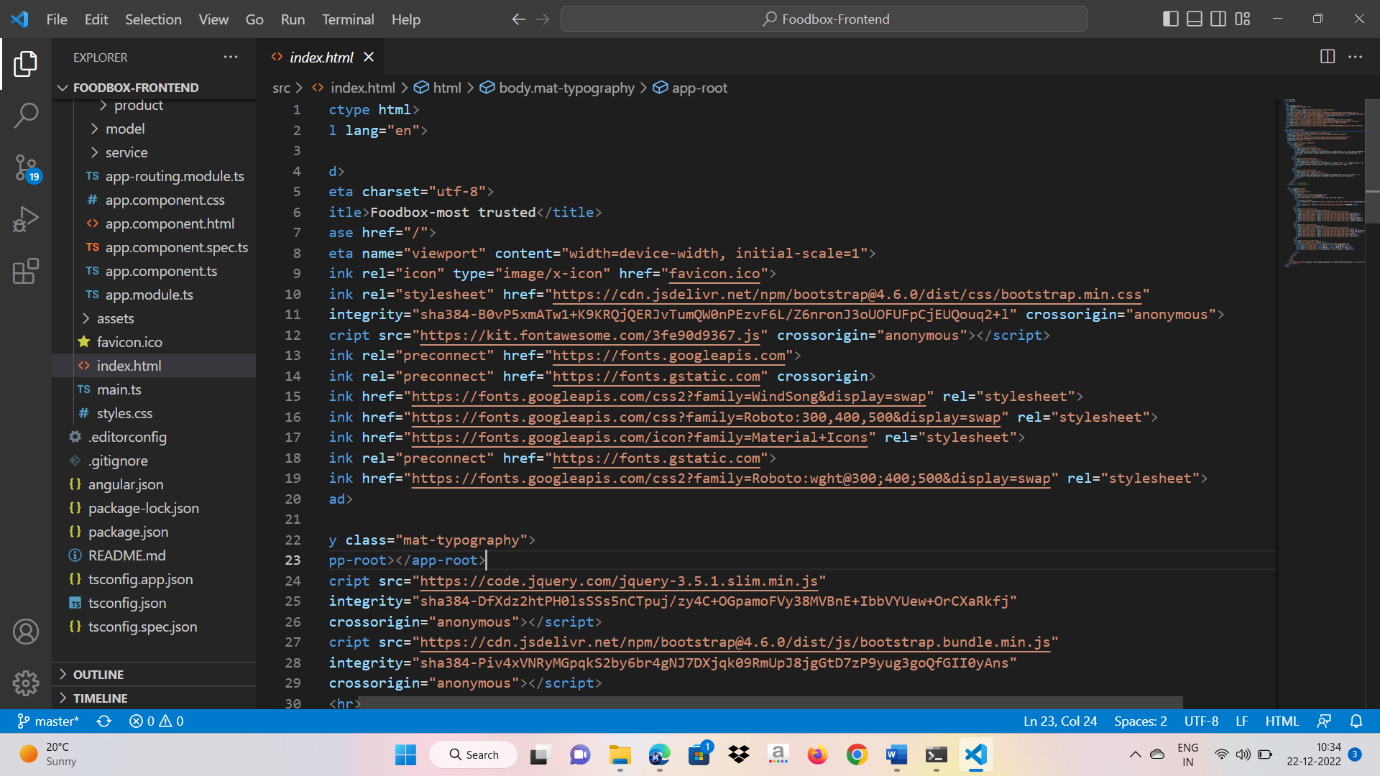 File Edit Selection View Go Run Terminal Help
Foodbox-Frontend
EXPLORER
FOODBOX-FRONTEND
product
model
service
TS app-routing.module.ts
# app.component.css
<> app.component.html
TS app.component.spec.ts
TS app.component.ts
TS app.module.ts
assets
favicon.ico
<> index.html
TS main.ts
# styles.css
.editorconfig
.gitignore
{} angular.json
{} package-lock.json
{} package.json
README.md
{} tsconfig.app.json
TS tsconfig.json
{} tsconfig.spec.json
OUTLINE
TIMELINE
19
<> index.html
src > <> index.html > html > body.mat-typography > app-root
1 ctype html>
2 l lang="en">
3
4 d>
5 eta charset="utf-8">
6 itle>Foodbox-most trusted</title>
7 ase href="/">
8 eta name="viewport" content="width=device-width, initial-scale=1">
9 ink rel="icon" type="image/x-icon" href="favicon.ico">
10 ink rel="stylesheet" href="https://cdn.jsdelivr.net/npm/bootstrap@4.6.0/dist/css/bootstrap.min.css"
11 integrity="sha384-B0vP5xmATw1+K9KRQjQERJvTumQW0nPEzvF6L/Z6nronJ3oUOFUFpCjEUQouq2+l" crossorigin="anonymous">
12 cript src="https://kit.fontawesome.com/3fe90d9367.js" crossorigin="anonymous"></script>
13 ink rel="preconnect" href="https://fonts.googleapis.com">
14 ink rel="preconnect" href="https://fonts.gstatic.com" crossorigin>
15 ink href="https://fonts.googleapis.com/css2?family=WindSong&display=swap" rel="stylesheet">
16 ink href="https://fonts.googleapis.com/css?family=Roboto:300,400,500&display=swap" rel="stylesheet">
17 ink href="https://fonts.googleapis.com/icon?family=Material+Icons" rel="stylesheet">
18 ink rel="preconnect" href="https://fonts.gstatic.com">
19 ink href="https://fonts.googleapis.com/css2?family=Roboto:wght@300;400;500&display=swap" rel="stylesheet">
20 ad>
21
22 y class="mat-typography">
23 pp-root></app-root>
24 cript src="https://code.jquery.com/jquery-3.5.1.slim.min.js"
25 integrity="sha384-DfXdz2htPH0lsSSs5nCTpuj/zy4C+OGpamoFVy38MVBnE+IbbVYUew+OrCXaRkfj"
26 crossorigin="anonymous"></script>
27 cript src="https://cdn.jsdelivr.net/npm/bootstrap@4.6.0/dist/js/bootstrap.bundle.min.js"
28 integrity="sha384-Piv4xVNRyMGpqkS2by6br4gNJ7DXjqk09RmUpJ8jgGtD7zP9yug3goQfGII0yAns"
29 crossorigin="anonymous"></script>
30 <hr>
master* 0 0 Ln 23, Col 24 Spaces: 2 UTF-8 LF HTML
20°C
Sunny
Search
1
a
W
ENG
IN
10:34
22-12-2022
3